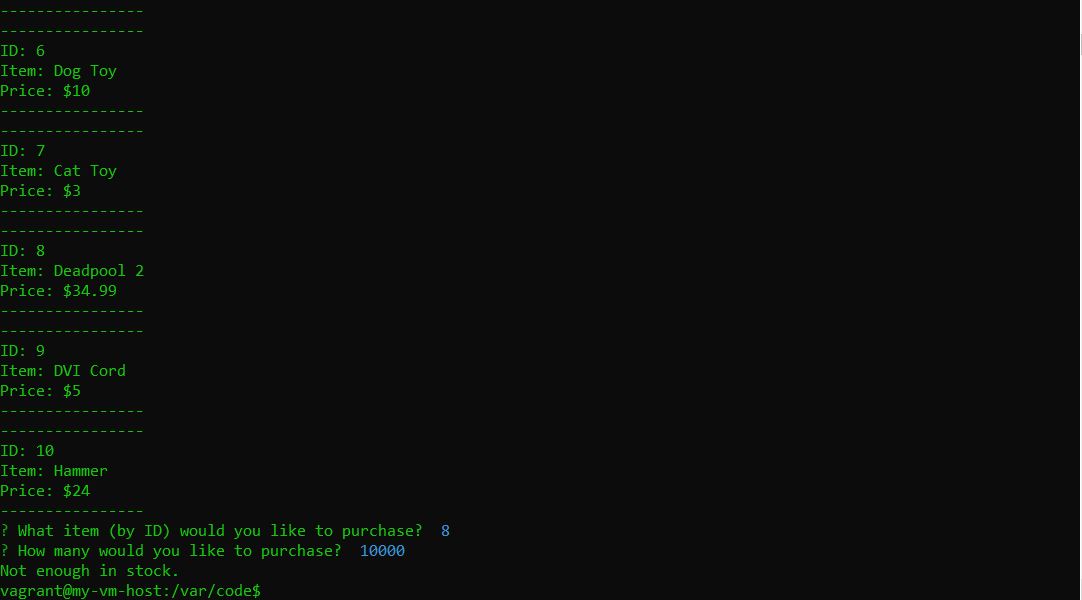 ----------------
----------------
ID: 6
Item: Dog Toy
Price: $10
----------------
----------------
ID: 7
Item: Cat Toy
Price: $3
----------------
----------------
ID: 8
Item: Deadpool 2
Price: $34.99
----------------
----------------
ID: 9
Item: DVI Cord
Price: $5
----------------
----------------
ID: 10
Item: Hammer
Price: $24
----------------
? What item (by ID) would you like to purchase?  8
? How many would you like to purchase?  10000
Not enough in stock.
vagrant@my-vm-host:/var/code$